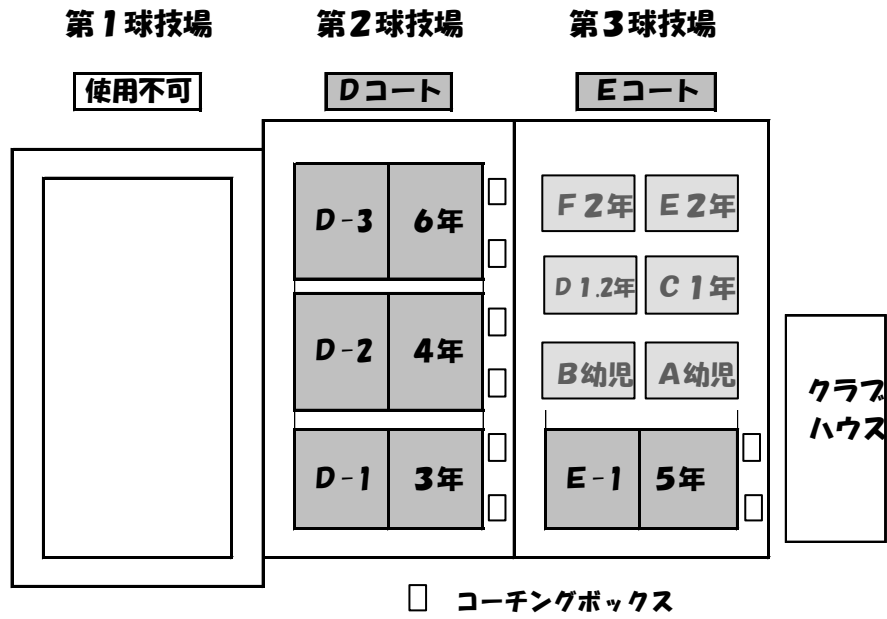 第1球技場
第2球技場
第3球技場
使用不可
Dコート
Eコート
D-3 6年
D-2 4年
D-1 3年
F2年 E2年
D1.2年 C1年
B幼児 A幼児
E-1 5年
クラブ
ハウス
コーチングボックス